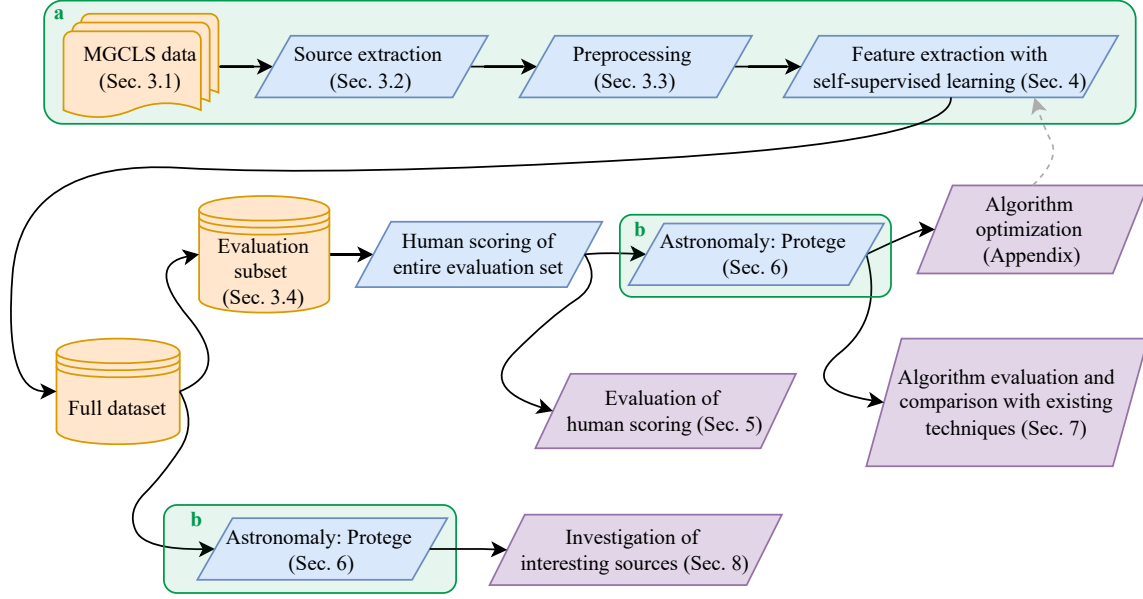 a
MGCLS data
(Sec. 3.1)
Source extraction
(Sec. 3.2)
Preprocessing
(Sec. 3.3)
Feature extraction with
self-supervised learning (Sec. 4)
Evaluation
subset
(Sec. 3.4)
Human scoring of
entire evaluation set
b
Astronomaly: Protege
(Sec. 6)
Algorithm
optimization
(Appendix)
Full dataset
Evaluation of
human scoring (Sec. 5)
Algorithm evaluation and
comparison with existing
techniques (Sec. 7)
b
Astronomaly: Protege
(Sec. 6)
Investigation of
interesting sources (Sec. 8)